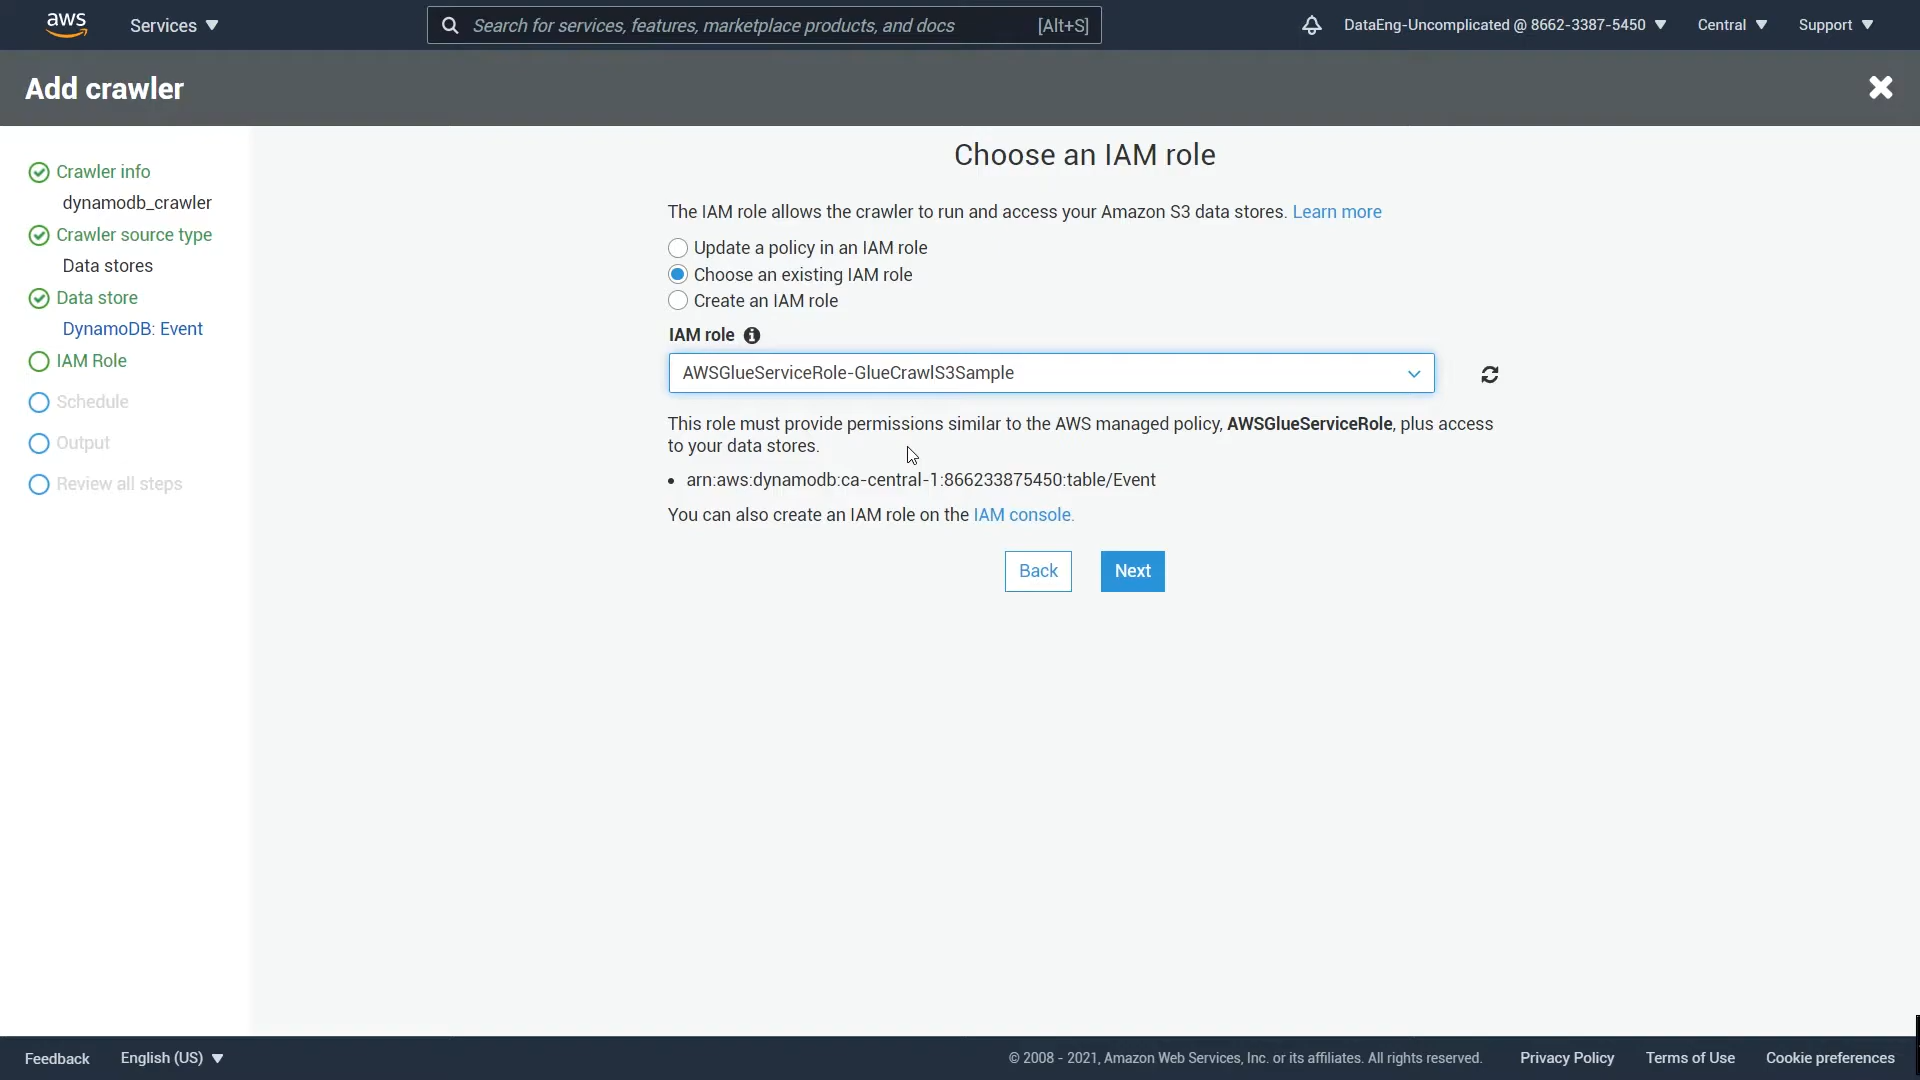 aws
Services
Search for services, features, marketplace products, and docs
[Alt+S]
DataEng-Uncomplicated @ 8662-3387-5450
Central
Support
Add crawler
Crawler info
dynamodb_crawler
Crawler source type
Data stores
Data store
DynamoDB: Event
IAM Role
Schedule
Output
Review all steps
Choose an IAM role
The IAM role allows the crawler to run and access your Amazon S3 data stores. Learn more
Update a policy in an IAM role
Choose an existing IAM role
Create an IAM role
IAM role
AWSGlueServiceRole-GlueCrawlS3Sample
This role must provide permissions similar to the AWS managed policy, AWSGlueServiceRole, plus access
to your data stores.
• arn:aws:dynamodb:ca-central-1:866233875450:table/Event
You can also create an IAM role on the IAM console.
Back
Next
Feedback
English (US)
© 2008 - 2021, Amazon Web Services, Inc. or its affiliates. All rights reserved.
Privacy Policy
Terms of Use
Cookie preferences